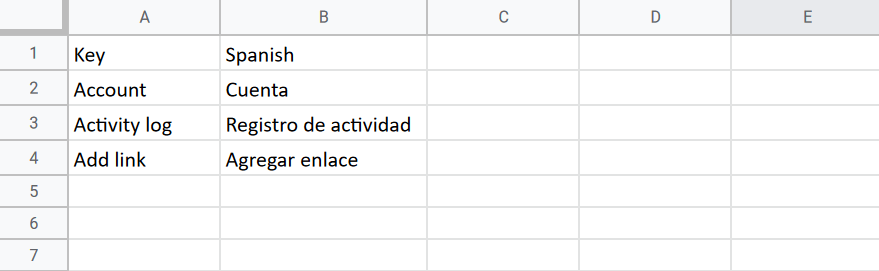 A B C D E
1 Key Spanish
2 Account Cuenta
3 Activity log Registro de actividad
4 Add link Agregar enlace
5
6
7